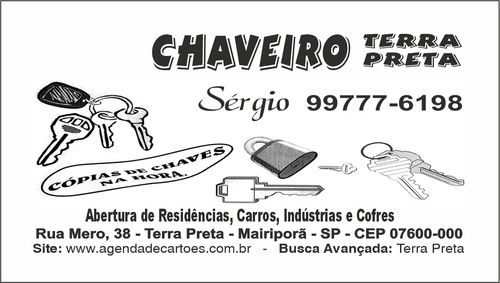 CHAVEIRO TERRA PRETA
Sérgio 99777-6198
CÓPIAS DE CHAVES
NA HORA.
Abertura de Residências, Carros, Indústrias e Cofres
Rua Mero, 38 - Terra Preta - Mairiporã - SP - CEP 07600-000
Site: www.agendadecartoes.com.br - Busca Avançada: Terra Preta